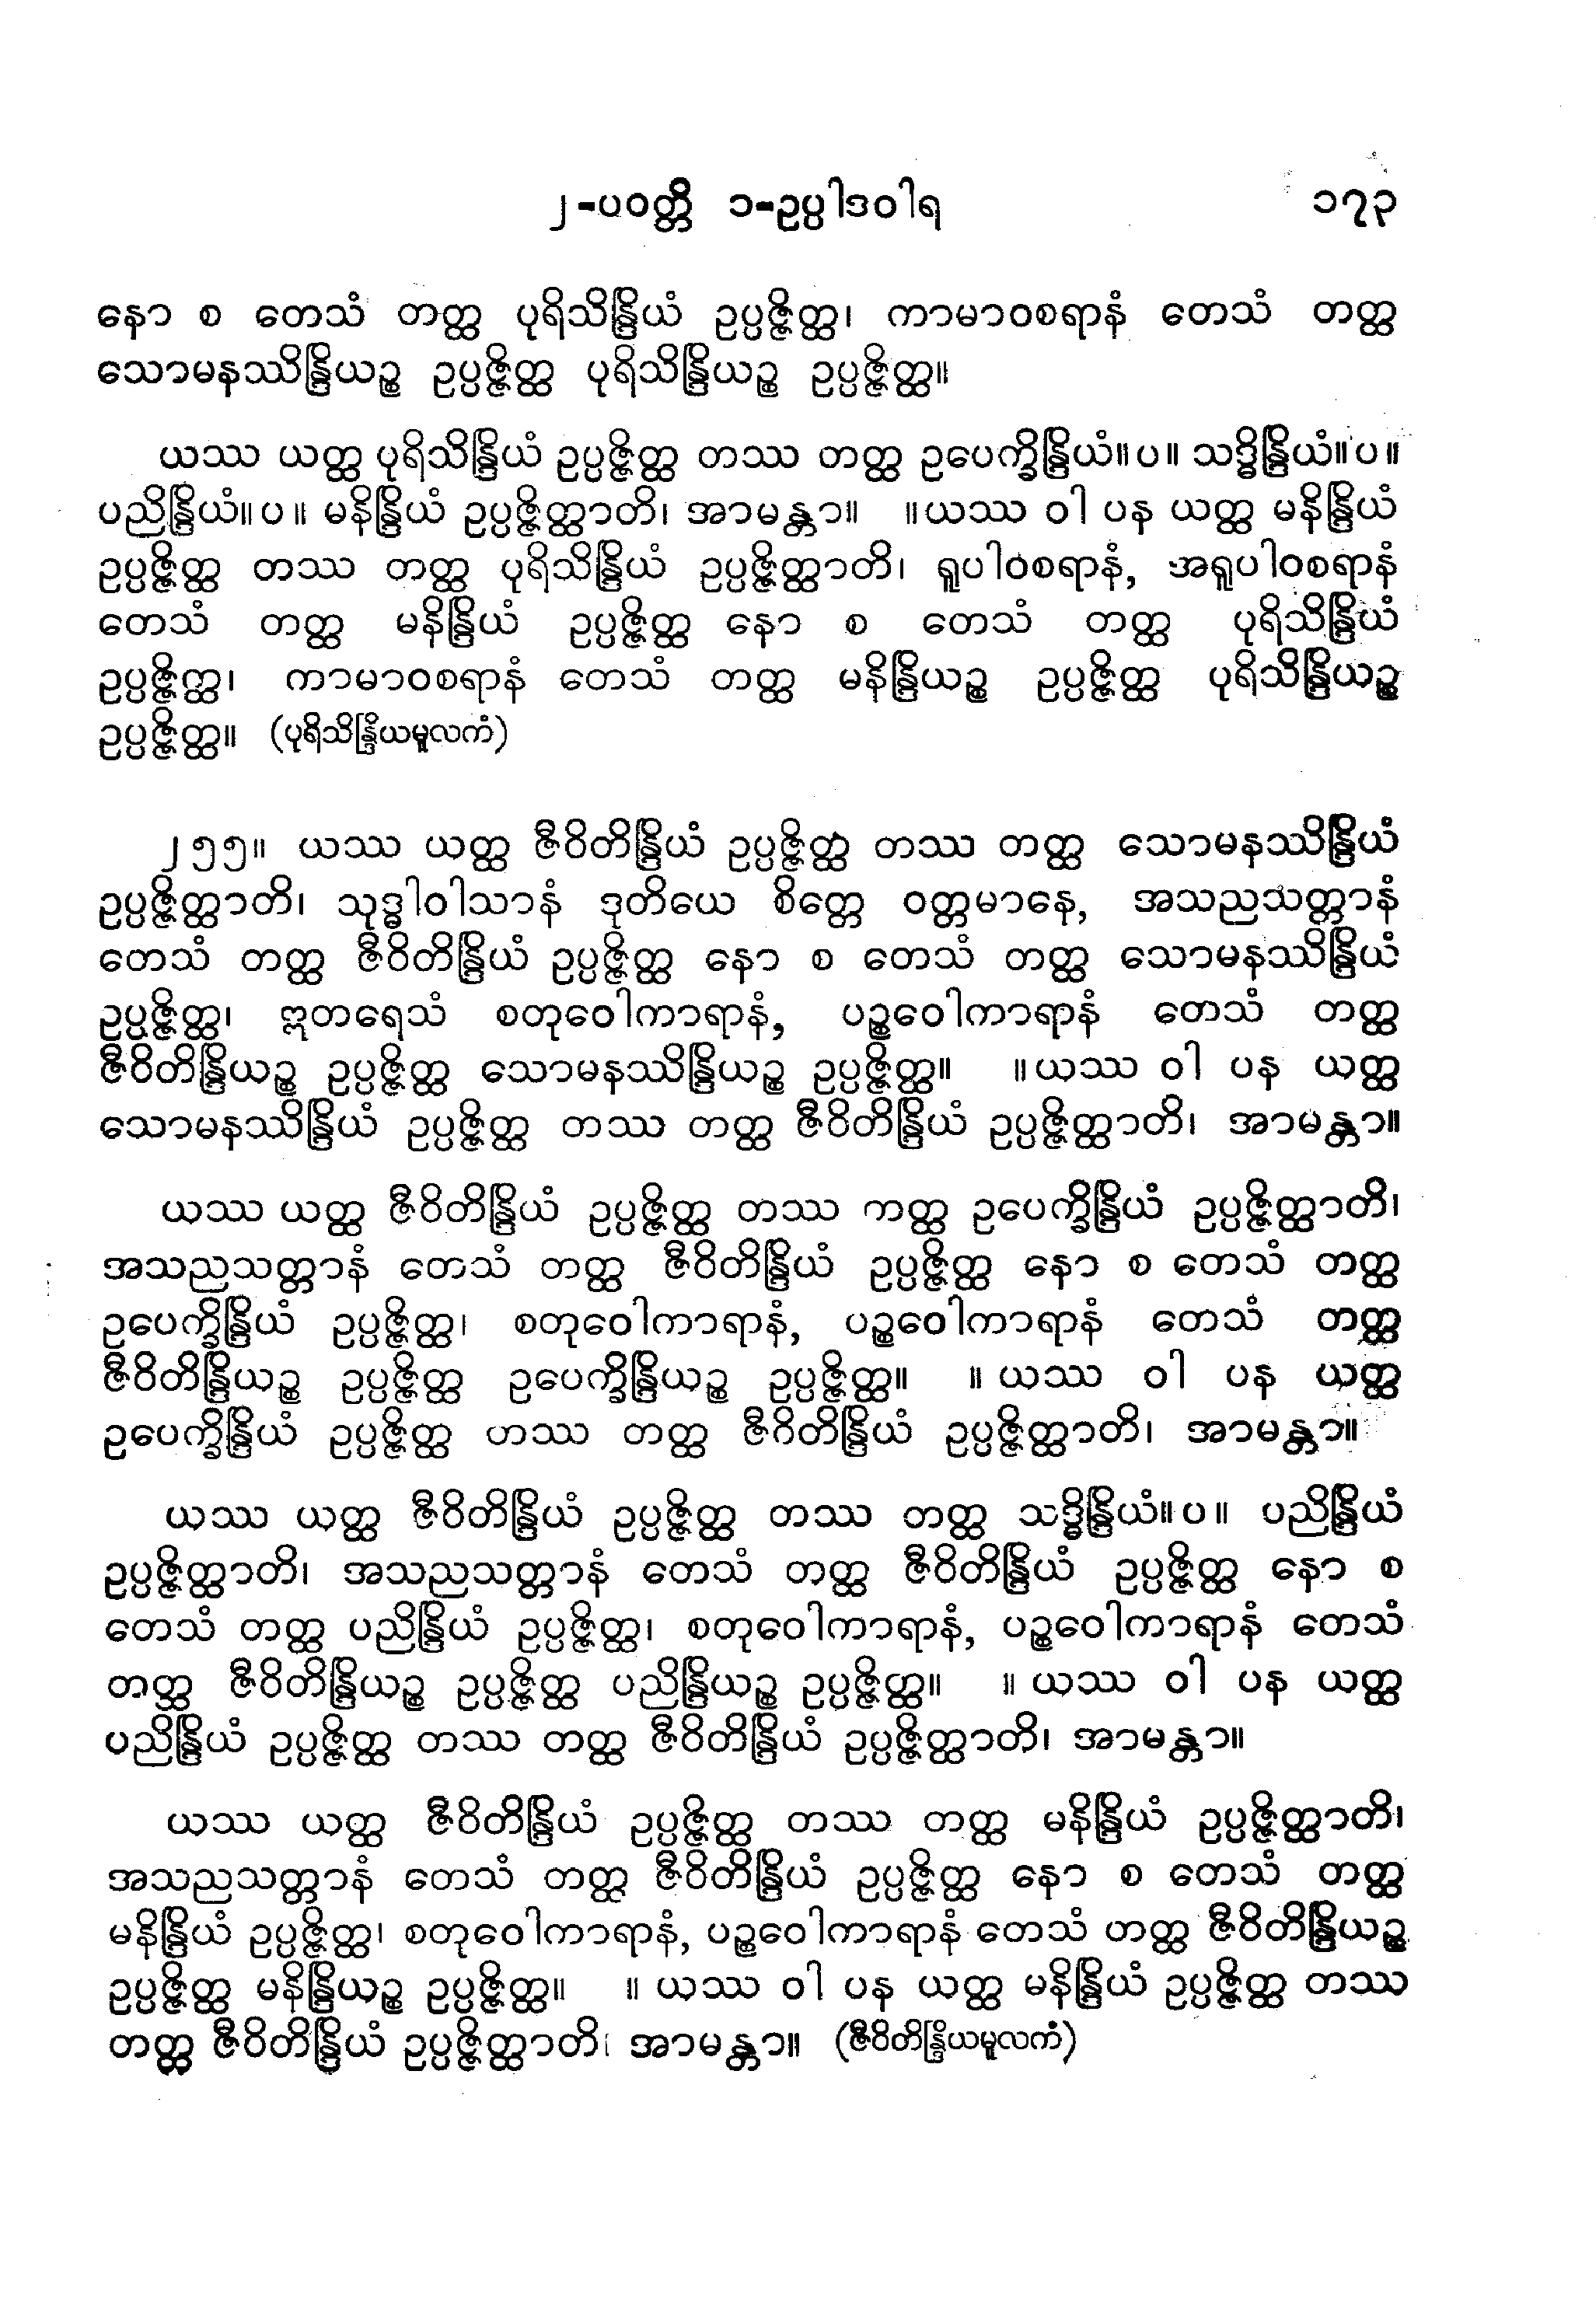 ၂-ပဝတ္တိ ၁-ဥပ္ပါဒဝါရ ၁၇၃
နော စ တေသံ တတ္ထ ပုရိသိန္ဒြိယံ ဥပ္ပဇ္ဇိတ္ထ၊ ကာမာဝစရာနံ တေသံ တတ္ထ
သောမနဿိန္ဒြိယဉ္စ ဥပ္ပဇ္ဇိတ္ထ ပုရိသိန္ဒြိယဉ္စ ဥပ္ပဇ္ဇိတ္ထ။
ယဿ ယတ္ထ ပုရိသိန္ဒြိယံ ဥပ္ပဇ္ဇိတ္ထ တဿ တတ္ထ ဥပေက္ခိန္ဒြိယံ။ပ။ သဒ္ဓိန္ဒြိယံ။ပ။
ပညိန္ဒြိယံ။ပ။ မနိန္ဒြိယံ ဥပ္ပဇ္ဇိတ္ထာတိ၊ အာမန္တာ။ ။ယဿ ဝါ ပန ယတ္ထ မနိန္ဒြိယံ
ဥပ္ပဇ္ဇိတ္ထ တဿ တတ္ထ ပုရိသိန္ဒြိယံ ဥပ္ပဇ္ဇိတ္ထာတိ၊ ရူပါဝစရာနံ, အရူပါဝစရာနံ
တေသံ တတ္ထ မနိန္ဒြိယံ ဥပ္ပဇ္ဇိတ္ထ နော စ တေသံ တတ္ထ ပုရိသိန္ဒြိယံ
ဥပ္ပဇ္ဇိတ္ထ၊ ကာမာဝစရာနံ တေသံ တတ္ထ မနိန္ဒြိယဉ္စ ဥပ္ပဇ္ဇိတ္ထ ပုရိသိန္ဒြိယဉ္စ
ဥပ္ပဇ္ဇိတ္ထ။ (ပုရိသိန္ဒြိယမူလကံ)
၂၅၅။ ယဿ ယတ္ထ ဇီဝိတိန္ဒြိယံ ဥပ္ပဇ္ဇိတ္ထ တဿ တတ္ထ သောမနဿိန္ဒြိယံ
ဥပ္ပဇ္ဇိတ္ထာတိ၊ သုဒ္ဓါဝါသာနံ ဒုတိယေ စိတ္တေ ဝတ္တမာနေ, အသညသတ္တာနံ
တေသံ တတ္ထ ဇီဝိတိန္ဒြိယံ ဥပ္ပဇ္ဇိတ္ထ နော စ တေသံ တတ္ထ သောမနဿိန္ဒြိယံ
ဥပ္ပဇ္ဇိတ္ထ၊ ဣတရေသံ စတုဝေါကာရာနံ, ပဉ္စဝေါကာရာနံ တေသံ တတ္ထ
ဇီဝိတိန္ဒြိယဉ္စ ဥပ္ပဇ္ဇိတ္ထ သောမနဿိန္ဒြိယဉ္စ ဥပ္ပဇ္ဇိတ္ထ။ ။ယဿ ဝါ ပန ယတ္ထ
သောမနဿိန္ဒြိယံ ဥပ္ပဇ္ဇိတ္ထ တဿ တတ္ထ ဇီဝိတိန္ဒြိယံ ဥပ္ပဇ္ဇိတ္ထာတိ၊ အာမန္တာ။
ယဿ ယတ္ထ ဇီဝိတိန္ဒြိယံ ဥပ္ပဇ္ဇိတ္ထ တဿ ကတ္ထ ဥပေက္ခိန္ဒြိယံ ဥပ္ပဇ္ဇိတ္ထာတိ၊
အသညသတ္တာနံ တေသံ တတ္ထ ဇီဝိတိန္ဒြိယံ ဥပ္ပဇ္ဇိတ္ထ နော စ တေသံ တတ္ထ
ဥပေက္ခိန္ဒြိယံ ဥပ္ပဇ္ဇိတ္ထ၊ စတုဝေါကာရာနံ, ပဉ္စဝေါကာရာနံ တေသံ တတ္ထ
ဇီဝိတိန္ဒြိယဉ္စ ဥပ္ပဇ္ဇိတ္ထ ဥပေက္ခိန္ဒြိယဉ္စ ဥပ္ပဇ္ဇိတ္ထ။ ။ ယဿ ဝါ ပန ယတ္ထ
ဥပေက္ခိန္ဒြိယံ ဥပ္ပဇ္ဇိတ္ထ ဟဿ တတ္ထ ဇီဂိတိန္ဒြိယံ ဥပ္ပဇ္ဇိတ္ထာတိ၊ အာမန္တာ။
ယဿ ယတ္ထ ဇီဝိတိန္ဒြိယံ ဥပ္ပဇ္ဇိတ္ထ တဿ တတ္ထ သဒ္ဓိန္ဒြိယံ။ပ။ ပညိန္ဒြိယံ
ဥပ္ပဇ္ဇိတ္ထာတိ၊ အသညသတ္တာနံ တေသံ တတ္ထ ဇီဝိတိန္ဒြိယံ ဥပ္ပဇ္ဇိတ္ထ နော စ
တေသံ တတ္ထ ပညိန္ဒြိယံ ဥပ္ပဇ္ဇိတ္ထ၊ စတုဝေါကာရာနံ, ပဉ္စဝေါကာရာနံ တေသံ
တတ္ထ ဇီဝိတိန္ဒြိယဉ္စ ဥပ္ပဇ္ဇိတ္ထ ပညိန္ဒြိယဉ္စ ဥပ္ပဇ္ဇိတ္ထ။ ။ ယဿ ဝါ ပန ယတ္ထ
ပညိန္ဒြိယံ ဥပ္ပဇ္ဇိတ္ထ တဿ တတ္ထ ဇီဝိတိန္ဒြိယံ ဥပ္ပဇ္ဇိတ္ထာတိ၊ အာမန္တာ။
ယဿ ယတ္ထ ဇီဝိတိန္ဒြိယံ ဥပ္ပဇ္ဇိတ္ထ တဿ တတ္ထ မနိန္ဒြိယံ ဥပ္ပဇ္ဇိတ္ထာတိ၊
အသညသတ္တာနံ တေသံ တတ္ထ ဇီဝိတိန္ဒြိယံ ဥပ္ပဇ္ဇိတ္ထ နော စ တေသံ တတ္ထ
မနိန္ဒြိယံ ဥပ္ပဇ္ဇိတ္ထ၊ စတုဝေါကာရာနံ, ပဉ္စဝေါကာရာနံ တေသံ ဟတ္ထ ဇီဝိတိန္ဒြိယဉ္စ
ဥပ္ပဇ္ဇိတ္ထ မနိန္ဒြိယဉ္စ ဥပ္ပဇ္ဇိတ္ထ။ ။ ယဿ ဝါ ပန ယတ္ထ မနိန္ဒြိယံ ဥပ္ပဇ္ဇိတ္ထ တဿ
တတ္ထ ဇီဝိတိန္ဒြိယံ ဥပ္ပဇ္ဇိတ္ထာတိ၊ အာမန္တာ။ (ဇီဝိတိန္ဒြိယမူလကံ)